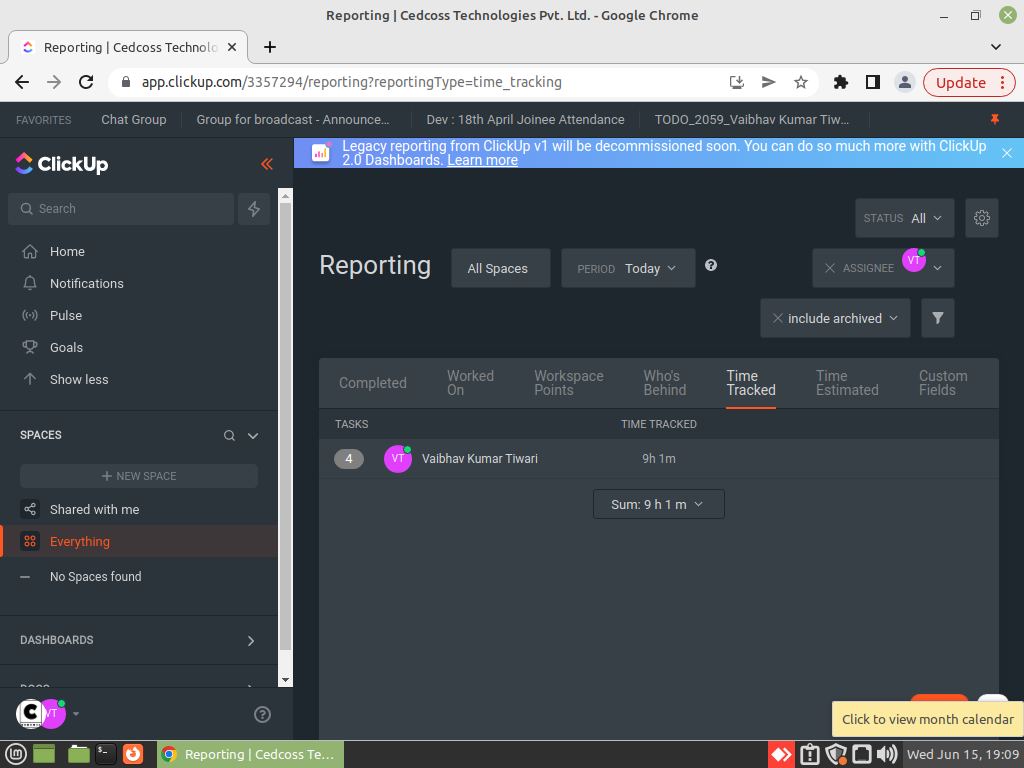 Reporting | Cedcoss Technologies Pvt. Ltd. - Google Chrome
Reporting | Cedcoss Technolo
app.clickup.com/3357294/reporting?reportingType=time_tracking
Update
FAVORITES
Chat Group
Group for broadcast - Announce...
Dev : 18th April Joinee Attendance
TODO_2059_Vaibhav Kumar Tiw...
ClickUp
Legacy reporting from ClickUp v1 will be decommissioned soon. You can do so much more with ClickUp
2.0 Dashboards. Learn more
Search
Home
Notifications
Pulse
Goals
Show less
SPACES
+ NEW SPACE
Shared with me
Everything
No Spaces found
DASHBOARDS
VT
STATUS All
Reporting
All Spaces
PERIOD Today
ASSIGNEE VT
include archived
Completed
Worked On
Workspace Points
Who's Behind
Time Tracked
Time Estimated
Custom Fields
TASKS
TIME TRACKED
4 VT Vaibhav Kumar Tiwari 9h 1m
Sum: 9 h 1 m
Click to view month calendar
Reporting | Cedcoss Te...
Wed Jun 15, 19:09